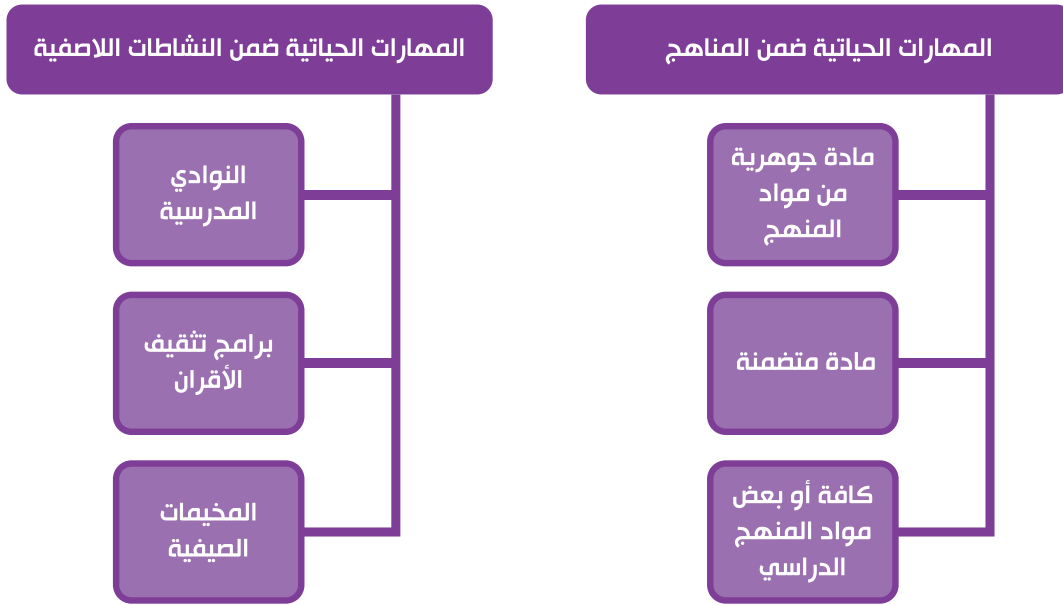 المهارات الحياتية ضمن المناهج
مادة جوهرية
من مواد
المنهج
مادة متضمنة
كافة أو بعض
مواد المنهج
الدراسي
المهارات الحياتية ضمن النشاطات اللاصفية
النوادي
المدرسية
برامج تثقيف
الأقران
المخيمات
الصيفية